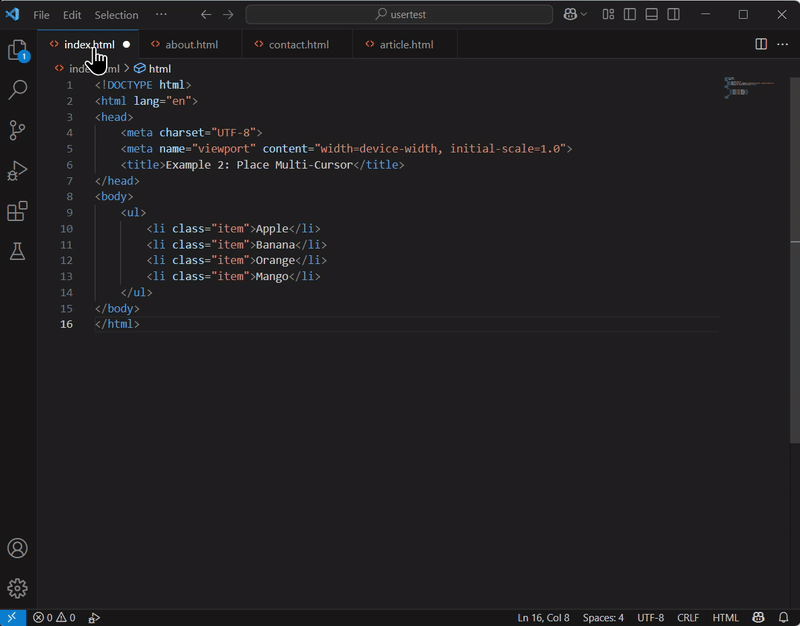 File Edit Selection ··· usertest
index.html about.html contact.html article.html
html
1 <!DOCTYPE html>
2 <html lang="en">
3 <head>
4 <meta charset="UTF-8">
5 <meta name="viewport" content="width=device-width, initial-scale=1.0">
6 <title>Example 2: Place Multi-Cursor</title>
7 </head>
8 <body>
9 <ul>
10 <li class="item">Apple</li>
11 <li class="item">Banana</li>
12 <li class="item">Orange</li>
13 <li class="item">Mango</li>
14 </ul>
15 </body>
16 </html>
1
0 0 Ln 16, Col 8 Spaces: 4 UTF-8 CRLF HTML